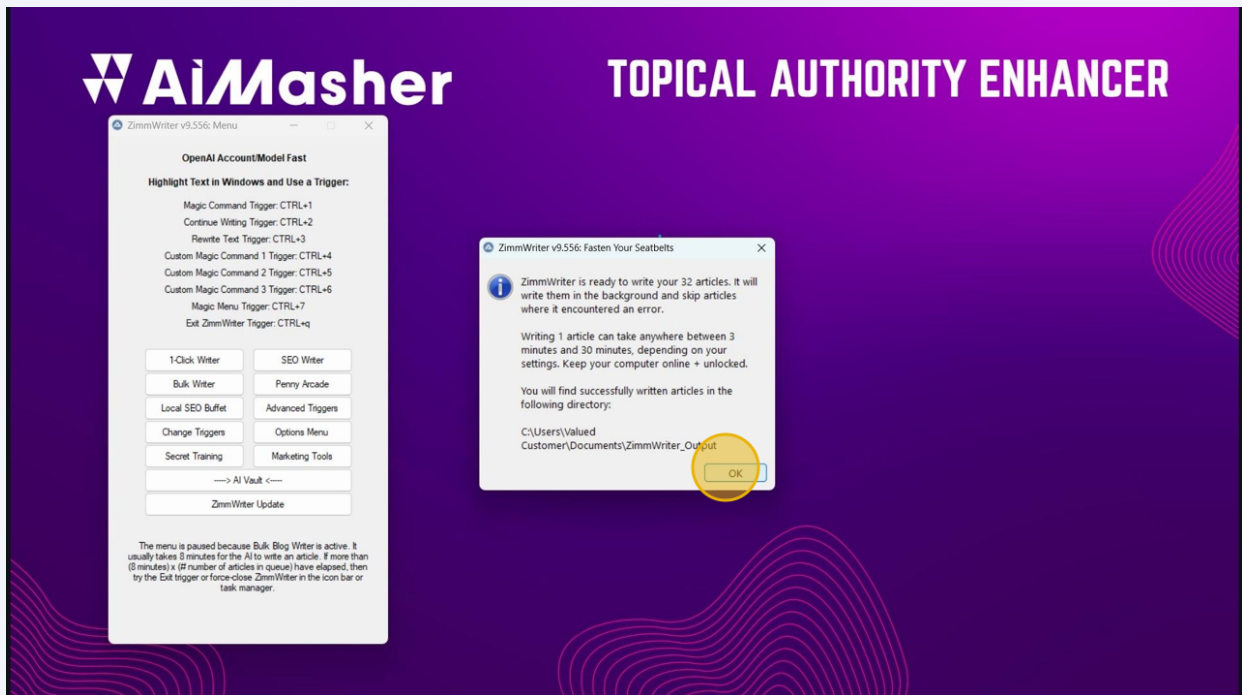 AiMasher
TOPICAL AUTHORITY ENHANCER
ZimmWriter v9.556: Menu
OpenAI Account/Model Fast
Highlight Text in Windows and Use a Trigger:
Magic Command Trigger: CTRL+1
Continue Writing Trigger: CTRL+2
Rewrite Text Trigger: CTRL+3
Custom Magic Command 1 Trigger: CTRL+4
Custom Magic Command 2 Trigger: CTRL+5
Custom Magic Command 3 Trigger: CTRL+6
Magic Menu Trigger: CTRL+7
Exit ZimmWriter Trigger: CTRL+q
1-Click Writer
SEO Writer
Bulk Writer
Penny Arcade
Local SEO Buffet
Advanced Triggers
Change Triggers
Options Menu
Secret Training
Marketing Tools
----> AI Vault <----
ZimmWriter Update
The menu is paused because Bulk Blog Writer is active. It
usually takes 8 minutes for the AI to write an article. If more than
(8 minutes) x (# number of articles in queue) have elapsed, then
try the Exit trigger or force-close ZimmWriter in the icon bar or
task manager.
ZimmWriter v9.556: Fasten Your Seatbelts
ZimmWriter is ready to write your 32 articles. It will
write them in the background and skip articles
where it encountered an error.
Writing 1 article can take anywhere between 3
minutes and 30 minutes, depending on your
settings. Keep your computer online + unlocked.
You will find successfully written articles in the
following directory:
C:\Users\Valued
Customer\Documents\ZimmWriter_Output
OK